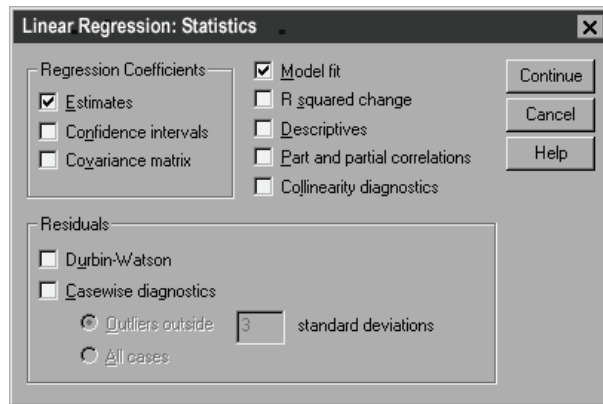 Linear Regression: Statistics
Regression Coefficients
Estimates
Confidence intervals
Covariance matrix
Model fit
R squared change
Descriptives
Part and partial correlations
Collinearity diagnostics
Continue
Cancel
Help
Residuals
Durbin-Watson
Casewise diagnostics
Outliers outside 3 standard deviations
All cases